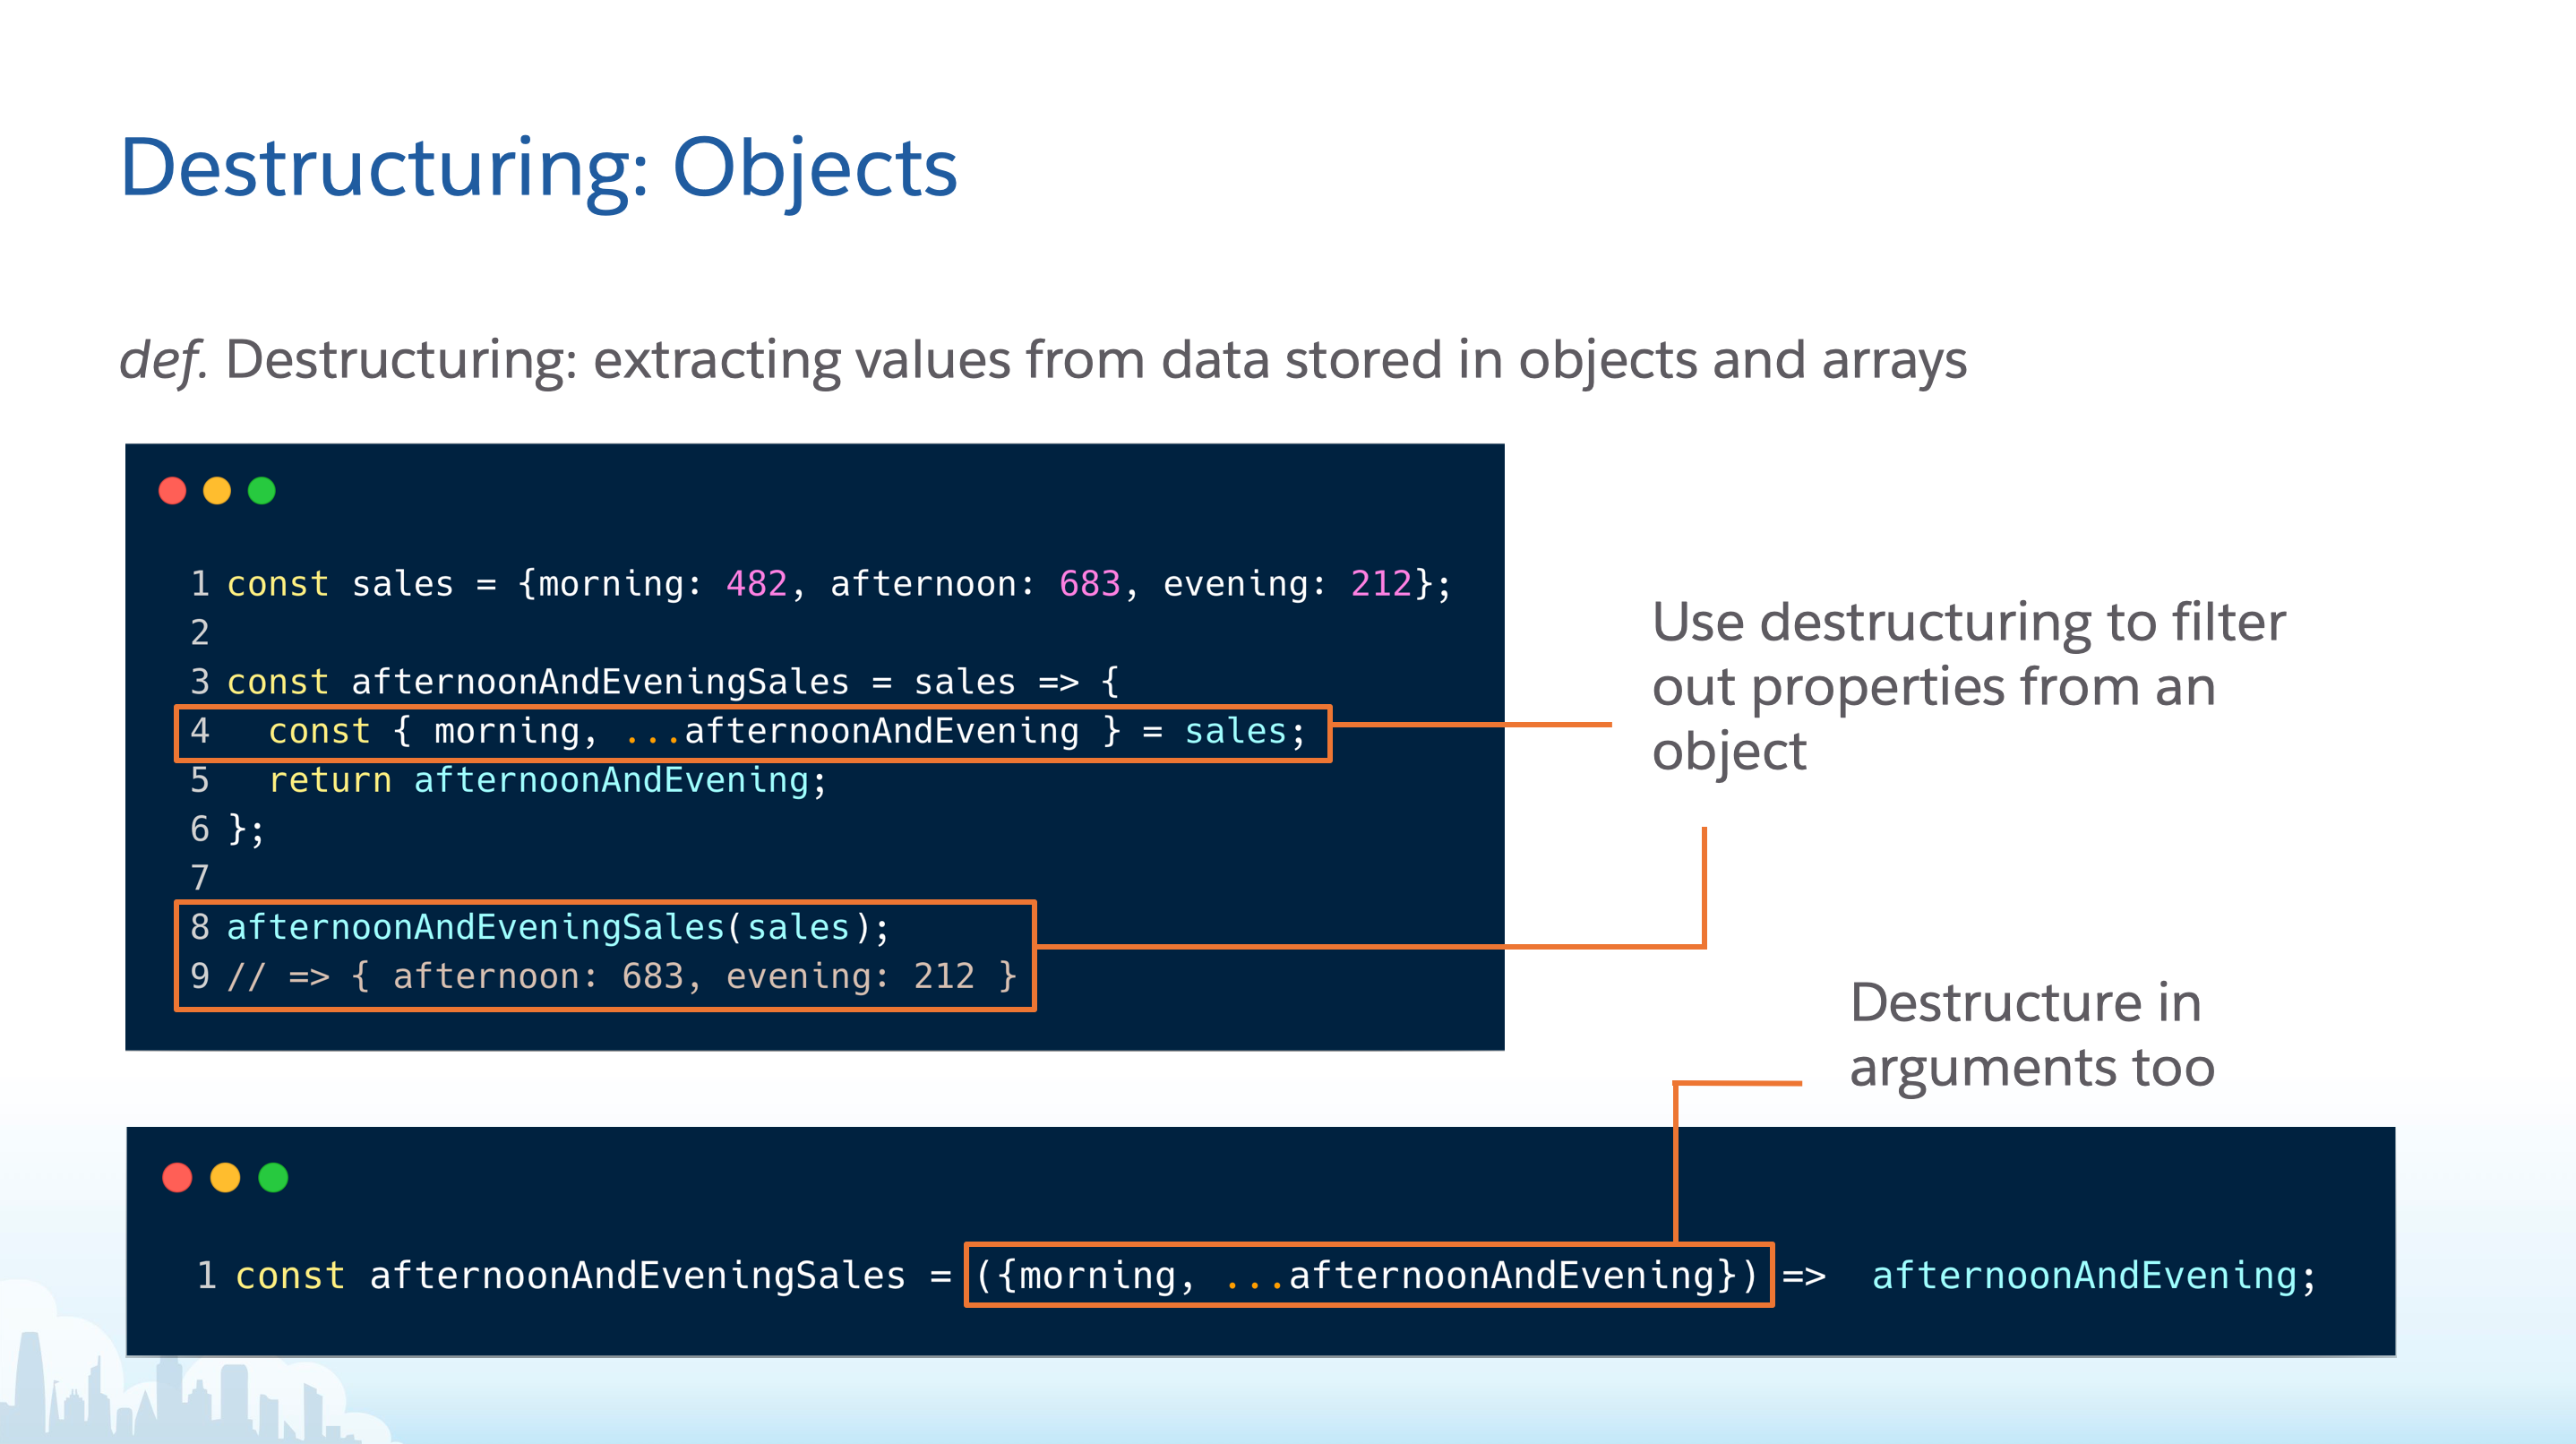 Destructuring: Objects
def. Destructuring: extracting values from data stored in objects and arrays
1 const sales = {morning: 482, afternoon: 683, evening: 212};
2
3 const afternoonAndEveningSales = sales => {
4   const { morning, ...afternoonAndEvening } = sales;
5   return afternoonAndEvening;
6 };
7
8 afternoonAndEveningSales(sales);
9 // => { afternoon: 683, evening: 212 }
Use destructuring to filter
out properties from an
object
Destructure in
arguments too
1 const afternoonAndEveningSales = ({morning, ...afternoonAndEvening}) =>  afternoonAndEvening;